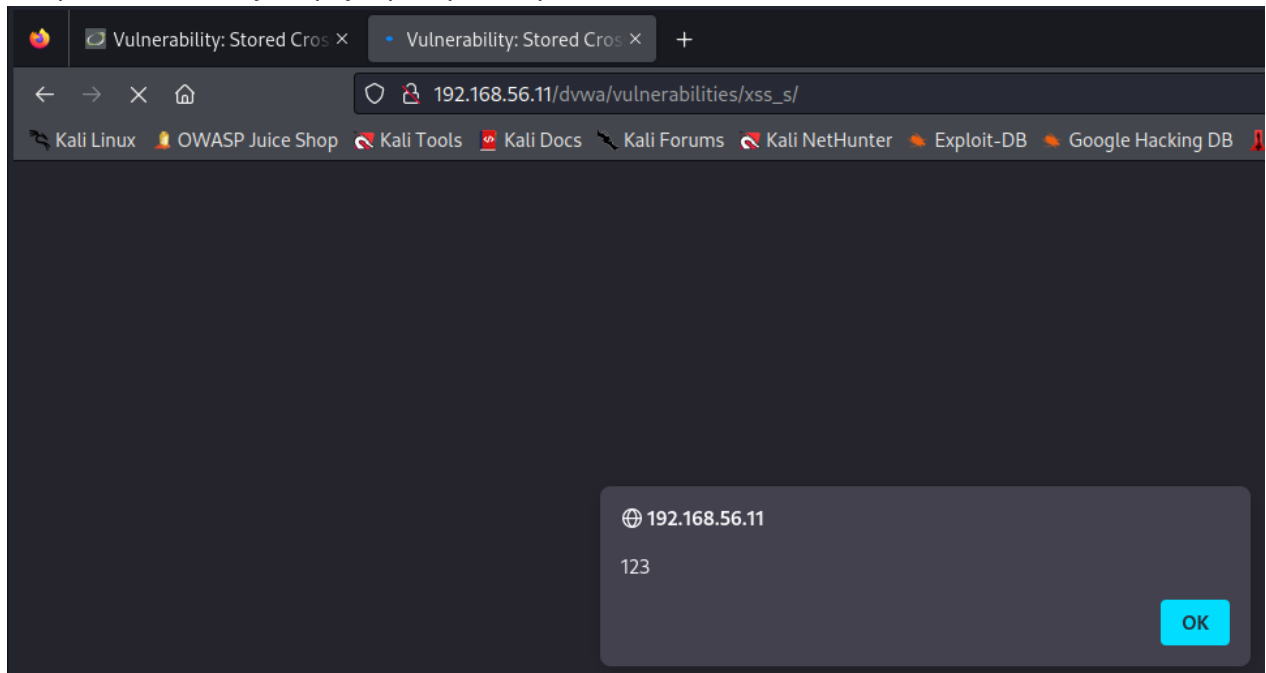 Vulnerability: Stored Cros × Vulnerability: Stored Cros × +
192.168.56.11/dvwa/vulnerabilities/xss_s/
Kali Linux OWASP Juice Shop Kali Tools Kali Docs Kali Forums Kali NetHunter Exploit-DB Google Hacking DB
192.168.56.11
123
OK